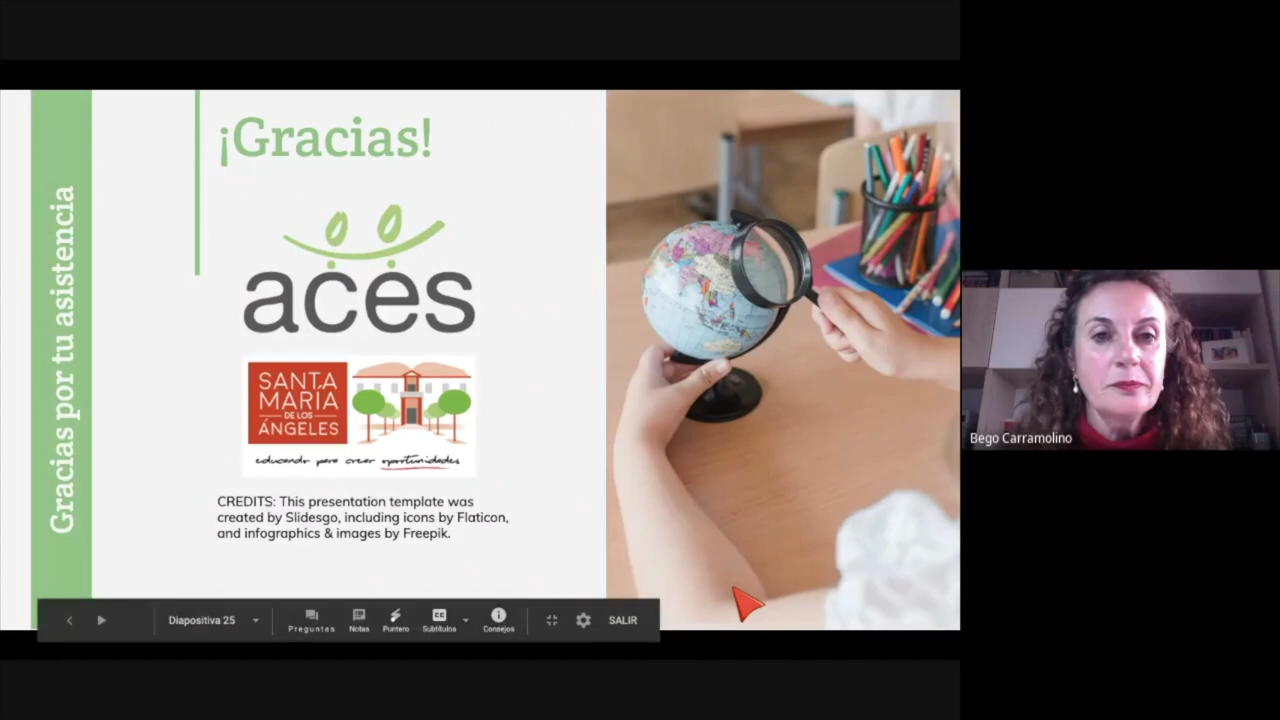 Gracias por tu asistencia
¡Gracias!
aces
SANTA
MARIA
DE LOS
ÁNGELES
educando para crear oportunidades
CREDITS: This presentation template was
created by Slidesgo, including icons by Flaticon,
and infographics & images by Freepik.
Diapositiva 25
Preguntas
Notas
Puntero
Subtítulos
Consejos
SALIR
Bego Carramolino